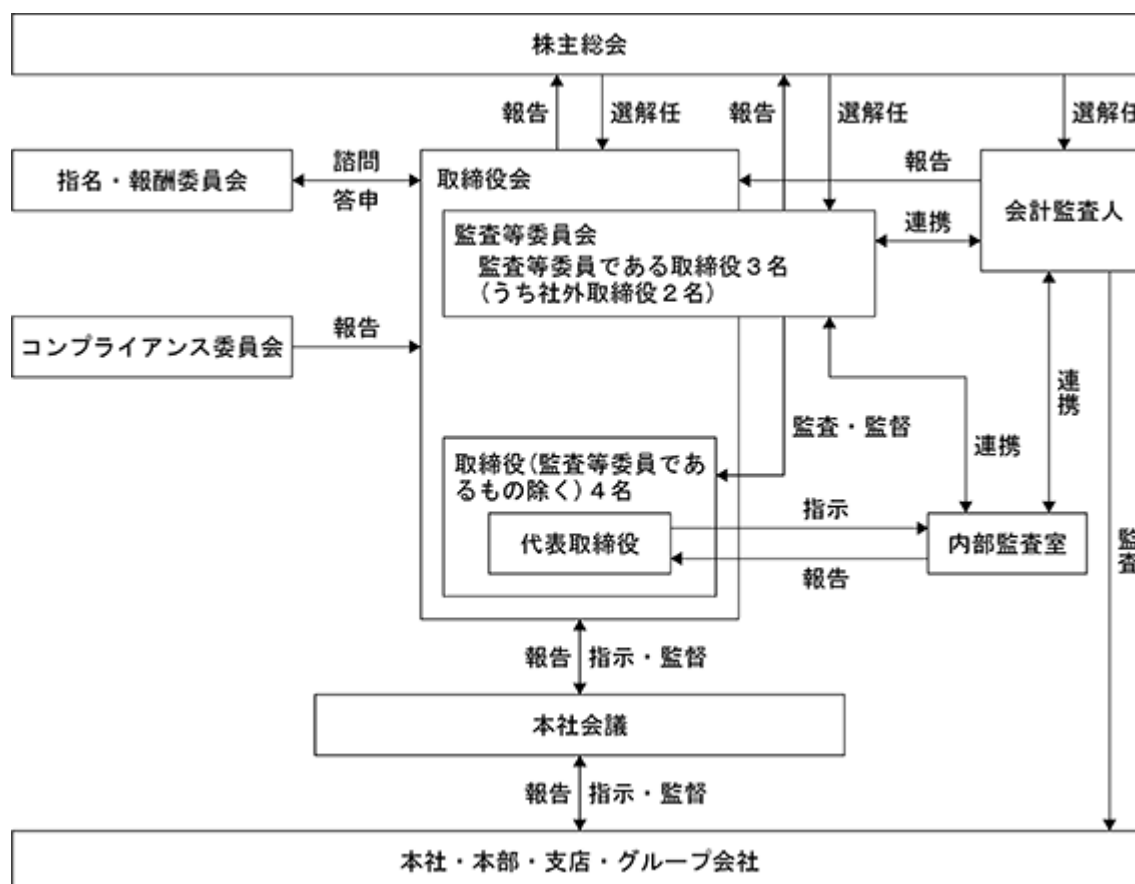 株主総会
報告
選解任
報告
選解任
選解任
指名・報酬委員会
諮問
答申
取締役会
報告
会計監査人
監査等委員会
監査等委員である取締役３名
（うち社外取締役２名）
連携
コンプライアンス委員会
報告
連携
監査・監督
連携
取締役（監査等委員であ
るもの除く）４名
代表取締役
指示
報告
内部監査室
監査
報告
指示・監督
本社会議
報告
指示・監督
本社・本部・支店・グループ会社